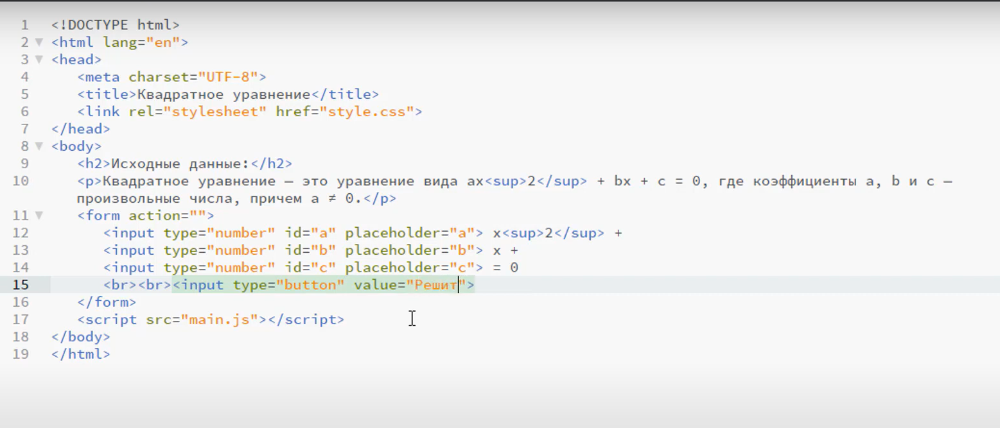 1 <!DOCTYPE html>
2 <html lang="en">
3 <head>
4 <meta charset="UTF-8">
5 <title>Квадратное уравнение</title>
6 <link rel="stylesheet" href="style.css">
7 </head>
8 <body>
9 <h2>Исходные данные:</h2>
10 <p>Квадратное уравнение – это уравнение вида ax<sup>2</sup> + bx + c = 0, где коэффициенты a, b и c –
произвольные числа, причем a ≠ 0.</p>
11 <form action="">
12 <input type="number" id="a" placeholder="a"> x<sup>2</sup> +
13 <input type="number" id="b" placeholder="b"> x +
14 <input type="number" id="c" placeholder="c"> = 0
15 <br><br><input type="button" value="Решит">
16 </form>
17 <script src="main.js"></script>
18 </body>
19 </html>